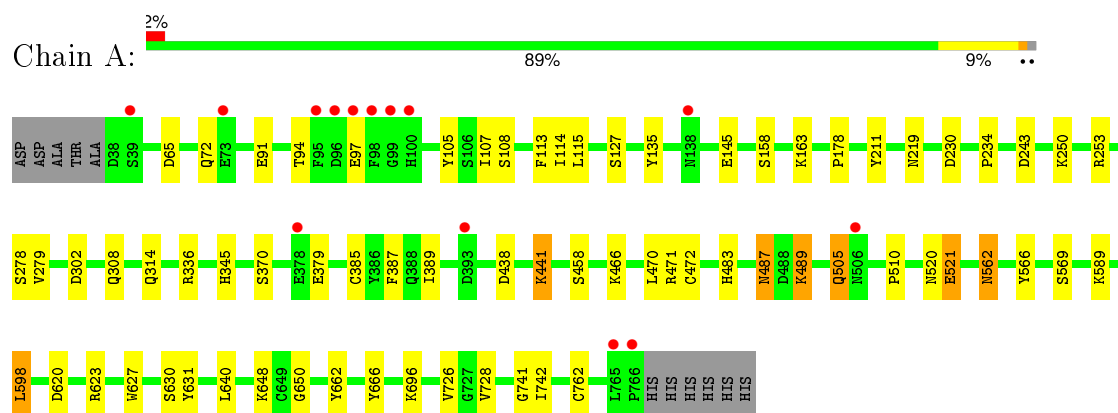 2%
Chain A:
89% 9% ••
ASP ASP ALA THR ALA D38 S39 D65 Q72 E73 E91 T94 F95 D96 E97 F98 G99 H100 Y105 S106 I107 S108 F113 I114 L115 S127 Y135 N138 E145 S158 K163 P178 Y211 N219 D230 P234 D243 K250 R253
S278 V279 D302 Q308 Q314 R336 H345 S370 E378 E379 C385 Y386 F387 Q388 I389 D393 D438 K441 S458 K466 L470 R471 C472 H483 N487 D488 K489 Q505 N506 P510 N520 E521 N562 Y566 S569 K589
L598 D620 R623 W627 S630 Y631 L640 K648 C649 G650 Y662 Y666 K696 V726 G727 V728 G741 I742 C762 L765 P766 HIS HIS HIS HIS HIS HIS